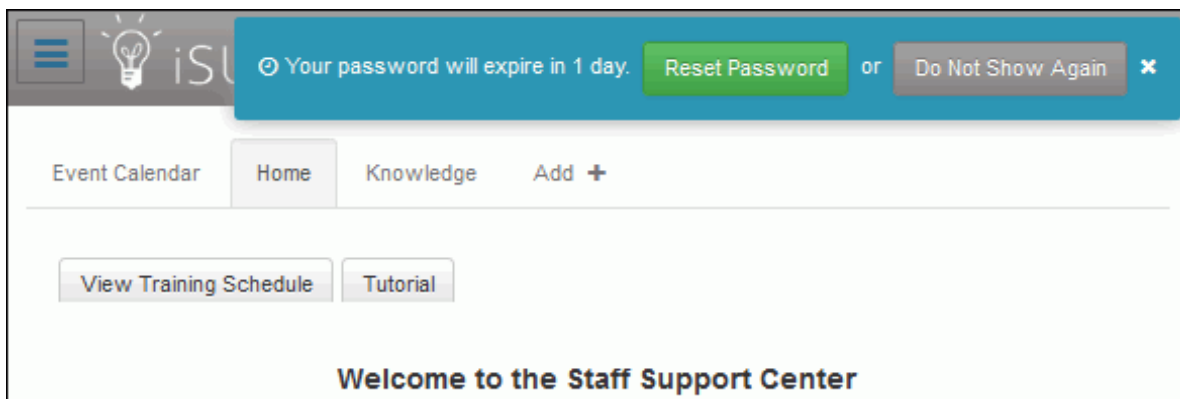 iSU
Your password will expire in 1 day. Reset Password or Do Not Show Again
Event Calendar Home Knowledge Add +
View Training Schedule Tutorial
Welcome to the Staff Support Center